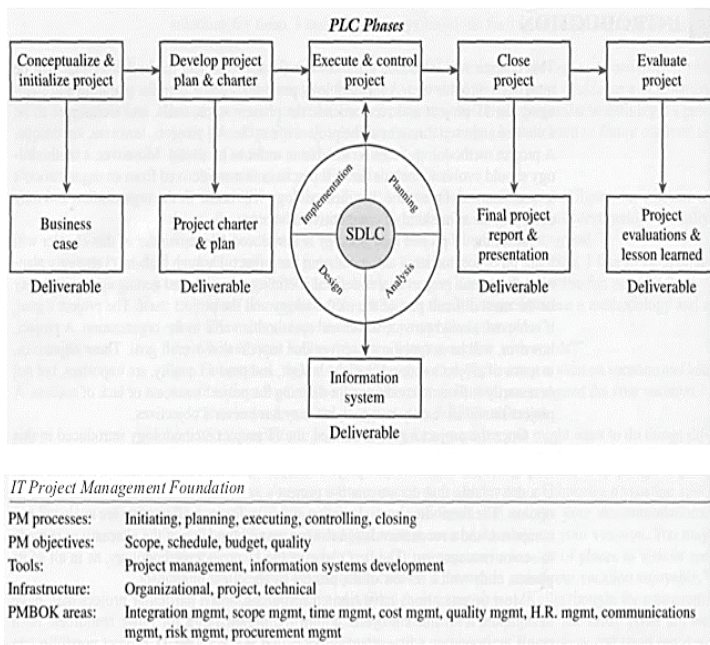 PLC Phases
Conceptualize &
initialize project
Develop project
plan & charter
Execute & control
project
Close
project
Evaluate
project
Implementation
Planning
SDLC
Design
Analysis
Business
case
Deliverable
Project charter
& plan
Deliverable
Final project
report &
presentation
Deliverable
Project
evaluations &
lesson learned
Deliverable
Information
system
Deliverable
IT Project Management Foundation
PM processes: Initiating, planning, executing, controlling, closing
PM objectives: Scope, schedule, budget, quality
Tools: Project management, information systems development
Infrastructure: Organizational, project, technical
PMBOK areas: Integration mgmt, scope mgmt, time mgmt, cost mgmt, quality mgmt, H.R. mgmt, communications
mgmt, risk mgmt, procurement mgmt